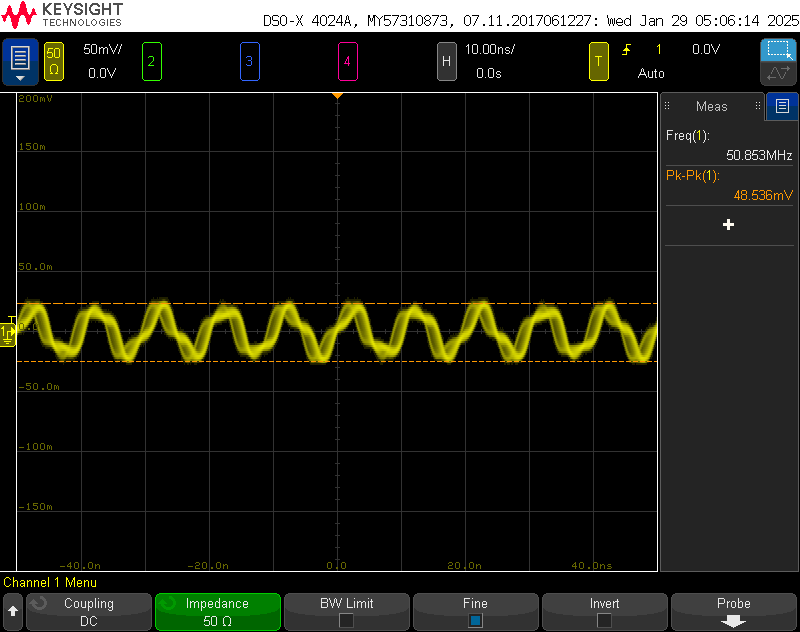 KEYSIGHT
TECHNOLOGIES
DSO-X 4024A, MY57310873, 07.11.2017061227: Wed Jan 29 05:06:14 2025
50 Ω
50mV/
0.0V
2
3
4
H
10.00ns/
0.0s
T
1
0.0V
Auto
200mV
150m
100m
50.0m
0.0
-50.0m
-100m
-150m
T
1
-40.0n
-20.0n
0.0
20.0n
40.0ns
Meas
Freq(1):
50.853MHz
Pk-Pk(1):
48.536mV
+
Channel 1 Menu
Coupling
DC
Impedance
50 Ω
BW Limit
Fine
Invert
Probe